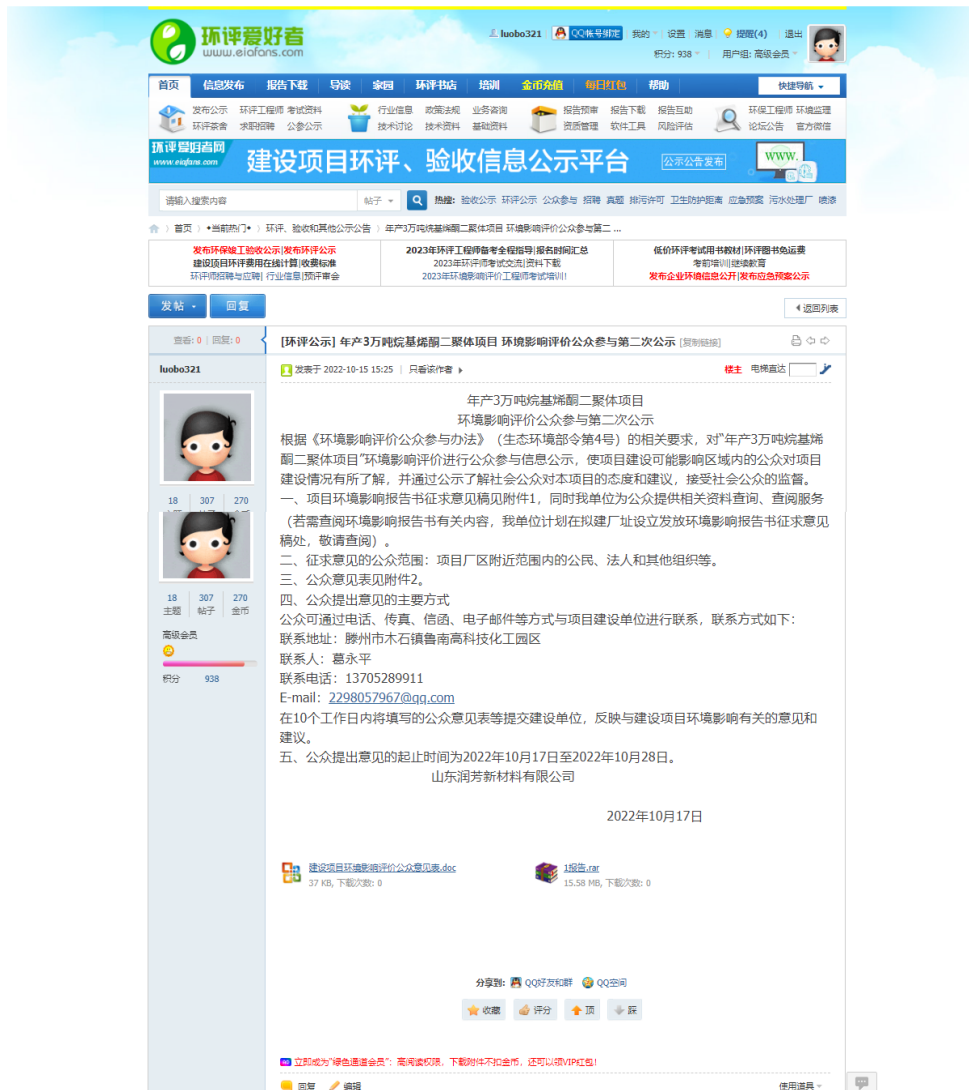 环评爱好者
www.eiafans.com
luobo321 QQ帐号绑定 我的 设置 消息 提醒(4) 退出
积分: 938 用户组: 高级会员
首页 信息发布 报告下载 导读 家园 环评书店 培训 金币充值 每日红包 帮助 快捷导航
发布公示 环评工程师 考试资料 行业信息 政策法规 业务咨询 报告预审 报告下载 报告互助 环保工程师 环境监理
环评茶舍 求职招聘 公参公示 技术讨论 技术资料 基础资料 资质管理 软件工具 风险评估 论坛公告 官方微信
环评爱好者网
www.eiafans.com
建设项目环评、验收信息公示平台
公示公告发布
WWW.
请输入搜索内容 帖子 热搜: 验收公示 环评公示 公众参与 招聘 真题 排污许可 卫生防护距离 应急预案 污水处理厂 喷漆
首页 › •当前热门• › 环评、验收和其他公示公告 › 年产3万吨烷基烯酮二聚体项目 环境影响评价公众参与第二 ...
发布环保竣工验收公示|发布环评公示 2023年环评工程师备考全程指导|报名时间汇总 低价环评考试用书教材|环评图书免运费
建设项目环评费用在线计算|收费标准 2023年环评师考试交流|资料下载 考前培训|继续教育
环评师招聘与应聘| 行业信息|预评审会 2023年环境影响评价工程师考试培训! 发布企业环境信息公开|发布应急预案公示
发帖 回复 返回列表
查看: 0 | 回复: 0 [环评公示] 年产3万吨烷基烯酮二聚体项目 环境影响评价公众参与第二次公示 [复制链接]
luobo321 发表于 2022-10-15 15:25 | 只看该作者 楼主 电梯直达
年产3万吨烷基烯酮二聚体项目
环境影响评价公众参与第二次公示
根据《环境影响评价公众参与办法》（生态环境部令第4号）的相关要求，对“年产3万吨烷基烯
酮二聚体项目”环境影响评价进行公众参与信息公示，使项目建设可能影响区域内的公众对项目
建设情况有所了解，并通过公示了解社会公众对本项目的态度和建议，接受社会公众的监督。
一、项目环境影响报告书征求意见稿见附件1，同时我单位为公众提供相关资料查询、查阅服务
18 307 270
（若需查阅环境影响报告书有关内容，我单位计划在拟建厂址设立发放环境影响报告书征求意见
稿处，敬请查阅）。
二、征求意见的公众范围：项目厂区附近范围内的公民、法人和其他组织等。
三、公众意见表见附件2。
18 307 270
主题 帖子 金币
高级会员
积分 938
四、公众提出意见的主要方式
公众可通过电话、传真、信函、电子邮件等方式与项目建设单位进行联系，联系方式如下：
联系地址：滕州市木石镇鲁南高科技化工园区
联系人：葛永平
联系电话：13705289911
E-mail：2298057967@qq.com
在10个工作日内将填写的公众意见表等提交建设单位，反映与建设项目环境影响有关的意见和
建议。
五、公众提出意见的起止时间为2022年10月17日至2022年10月28日。
山东润芳新材料有限公司
2022年10月17日
建设项目环境影响评价公众意见表.doc 1报告.rar
37 KB, 下载次数: 0 15.58 MB, 下载次数: 0
分享到: QQ好友和群 QQ空间
收藏 评分 顶 踩
立即成为“绿色通道会员”：高阅读权限，下载附件不扣金币，还可以领VIP红包!
回复 编辑 使用道具